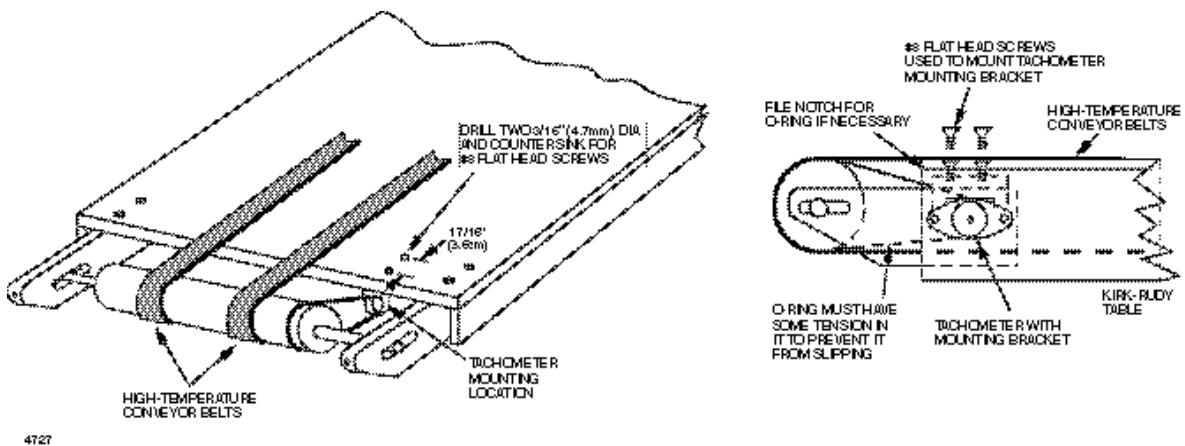 DRILL TWO 3/16" (4.7mm) DIA
AND COUNTERSINK FOR
#8 FLAT HEAD SCREWS
17/16"
(3.6cm)
TACHOMETER
MOUNTING
LOCATION
HIGH-TEMPERATURE
CONVEYOR BELTS
4727
#8 FLAT HEAD SCREWS
USED TO MOUNT TACHOMETER
MOUNTING BRACKET
FILE NOTCH FOR
O-RING IF NECESSARY
HIGH-TEMPERATURE
CONVEYOR BELTS
O-RING MUST HAVE
SOME TENSION IN
IT TO PREVENT IT
FROM SLIPPING
TACHOMETER WITH
MOUNTING BRACKET
KIRK-RUDY
TABLE